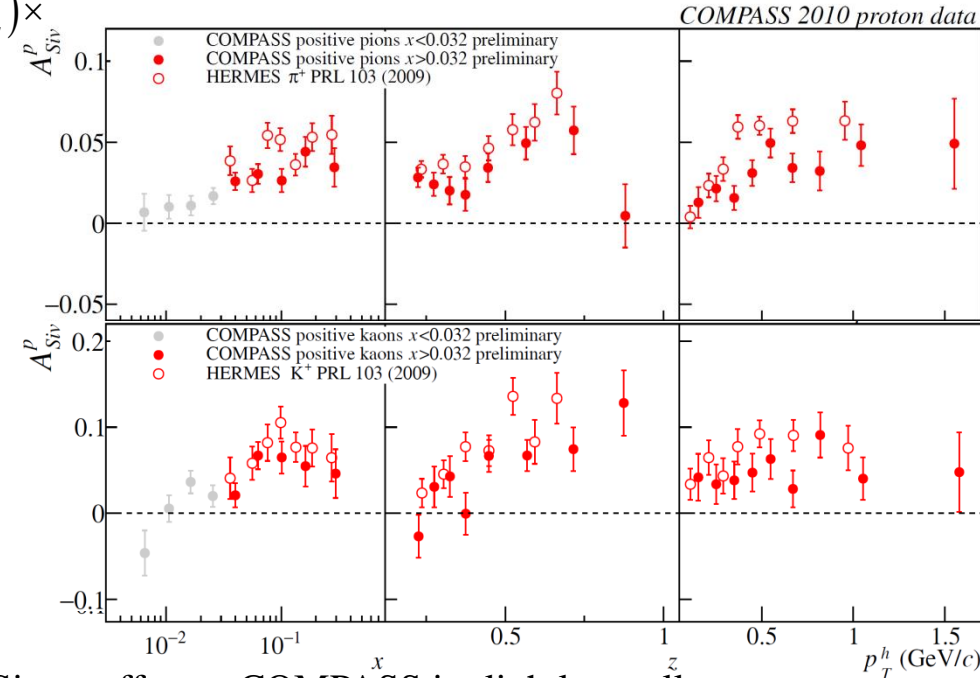 )×
COMPASS 2010 proton data
A^p_Siv
COMPASS positive pions x<0.032 preliminary
COMPASS positive pions x>0.032 preliminary
HERMES π⁺ PRL 103 (2009)
0.1
0.05
0
−0.05
A^p_Siv
COMPASS positive kaons x<0.032 preliminary
COMPASS positive kaons x>0.032 preliminary
HERMES K⁺ PRL 103 (2009)
0.2
0.1
0
−0.1
10⁻² 10⁻¹ 0.5 1 0.5 1 1.5
x z p_T^h (GeV/c)
COMPASS